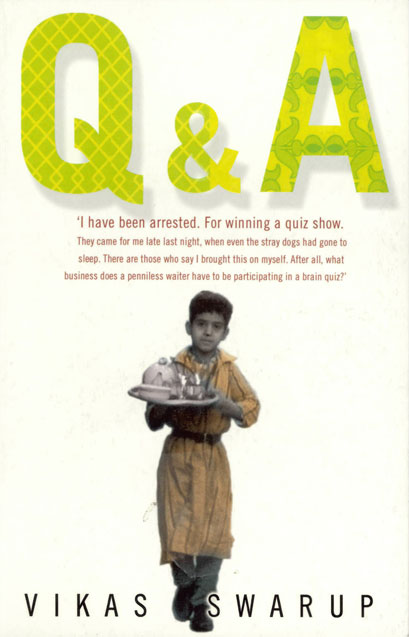 Q & A
'I have been arrested. For winning a quiz show.
They came for me late last night, when even the stray dogs had gone to
sleep. There are those who say I brought this on myself. After all, what
business does a penniless waiter have to be participating in a brain quiz?'
VIKAS SWARUP